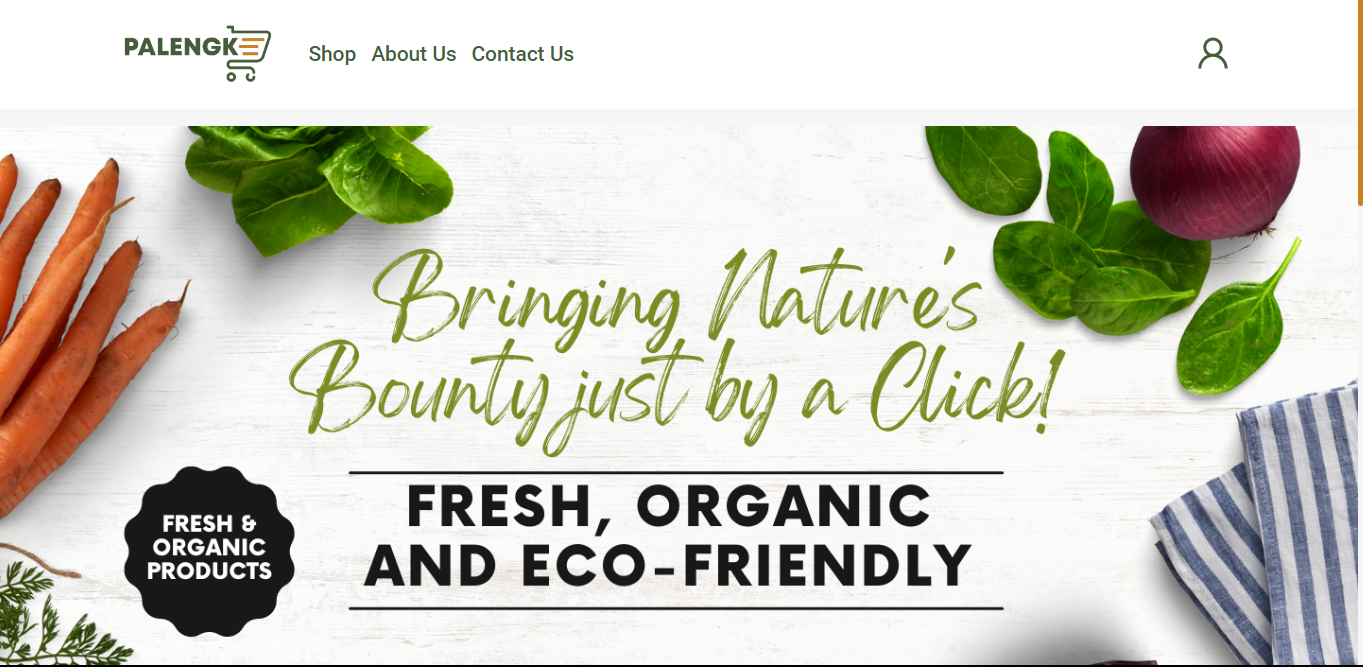 PALENGKE
Shop
About Us
Contact Us
Bringing Nature's
Bounty just by a Click!
FRESH, ORGANIC
AND ECO-FRIENDLY
FRESH &
ORGANIC
PRODUCTS